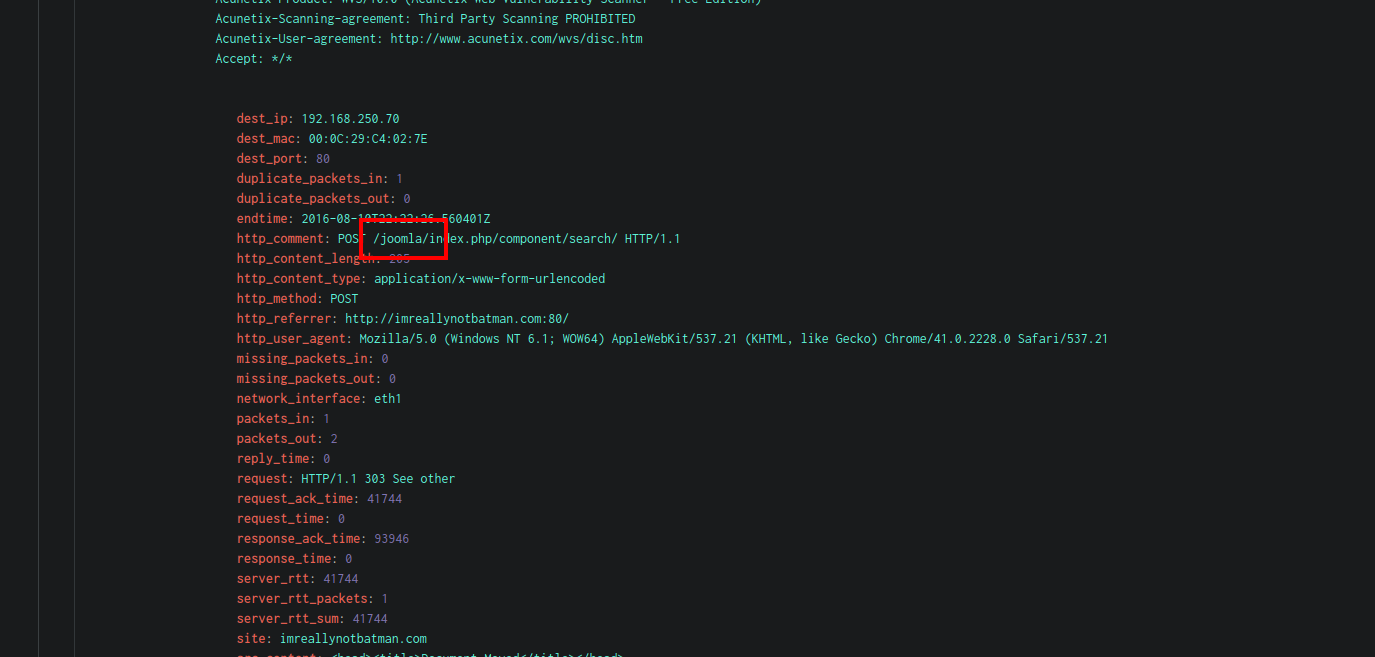 Acunetix-Product: WVS/10.0 (Acunetix Web Vulnerability Scanner - Free Edition)
Acunetix-Scanning-agreement: Third Party Scanning PROHIBITED
Acunetix-User-agreement: http://www.acunetix.com/wvs/disc.htm
Accept: */*
dest_ip: 192.168.250.70
dest_mac: 00:0C:29:C4:02:7E
dest_port: 80
duplicate_packets_in: 1
duplicate_packets_out: 0
endtime: 2016-08-10T22:22:26.560401Z
http_comment: POST /joomla/index.php/component/search/ HTTP/1.1
http_content_length: 205
http_content_type: application/x-www-form-urlencoded
http_method: POST
http_referrer: http://imreallynotbatman.com:80/
http_user_agent: Mozilla/5.0 (Windows NT 6.1; WOW64) AppleWebKit/537.21 (KHTML, like Gecko) Chrome/41.0.2228.0 Safari/537.21
missing_packets_in: 0
missing_packets_out: 0
network_interface: eth1
packets_in: 1
packets_out: 2
reply_time: 0
request: HTTP/1.1 303 See other
request_ack_time: 41744
request_time: 0
response_ack_time: 93946
response_time: 0
server_rtt: 41744
server_rtt_packets: 1
server_rtt_sum: 41744
site: imreallynotbatman.com
<head><title>Document Moved</title></head>